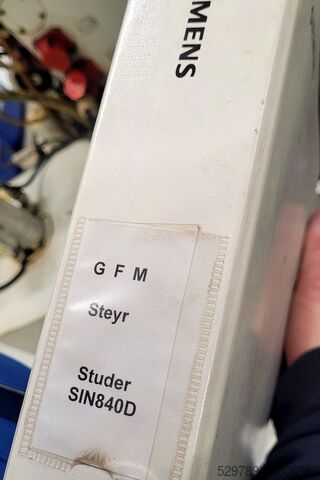 MENS
G F M
Steyr
Studer
SIN840D